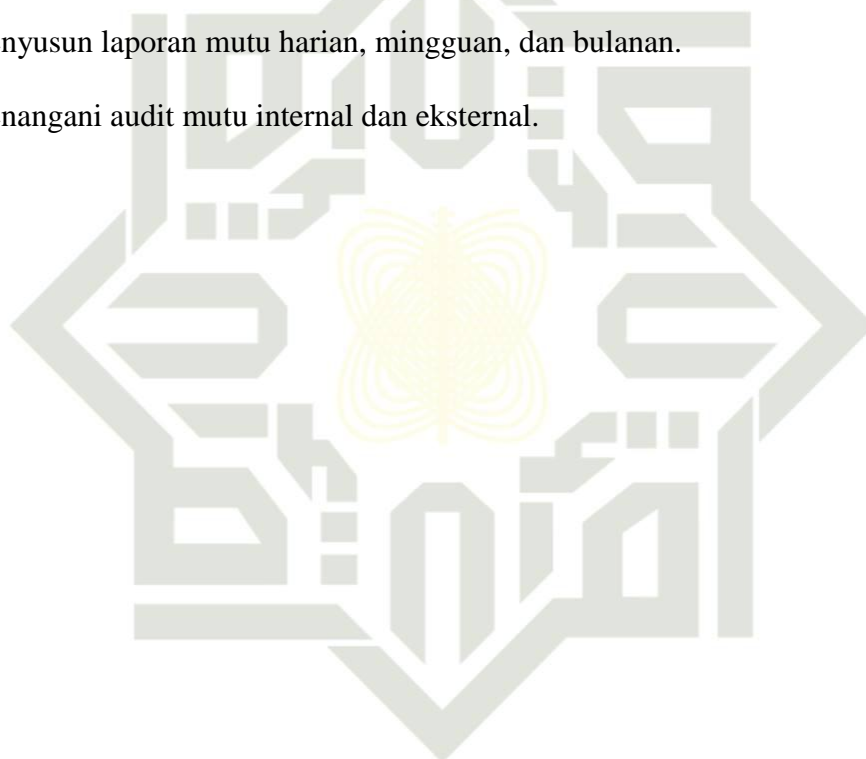 nyusun laporan mutu harian, mingguan, dan bulanan.
nangani audit mutu internal dan eksternal.